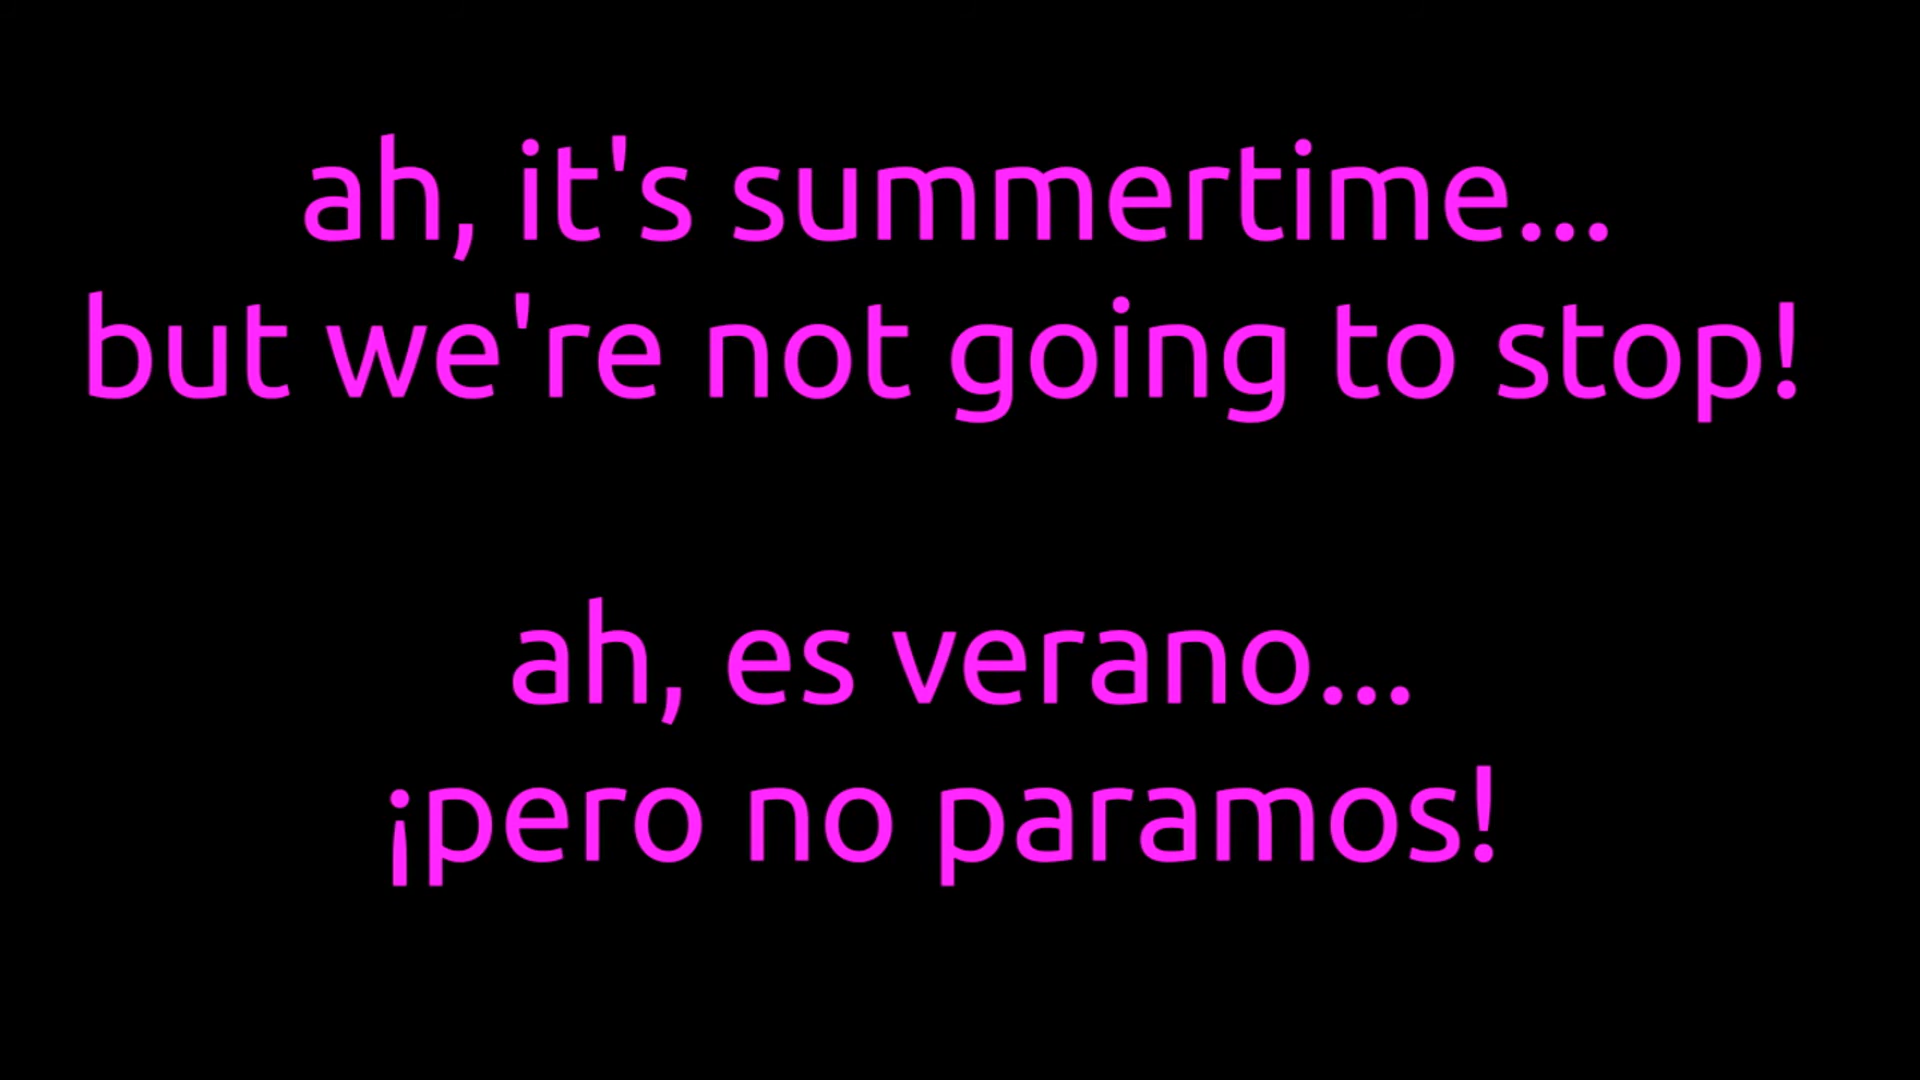 ah, it's summertime...
but we're not going to stop!
ah, es verano...
¡pero no paramos!